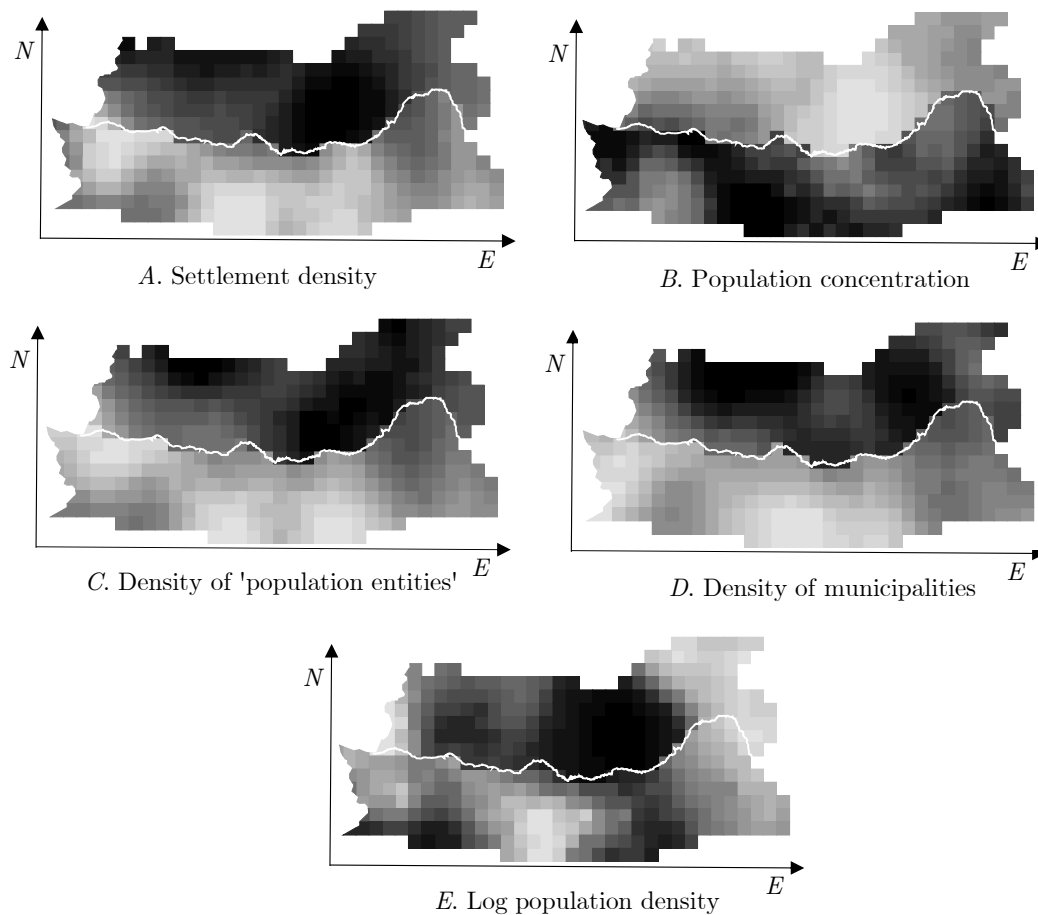 N
N
E
E
A. Settlement density
B. Population concentration
N
N
E
E
C. Density of 'population entities'
D. Density of municipalities
N
E
E. Log population density